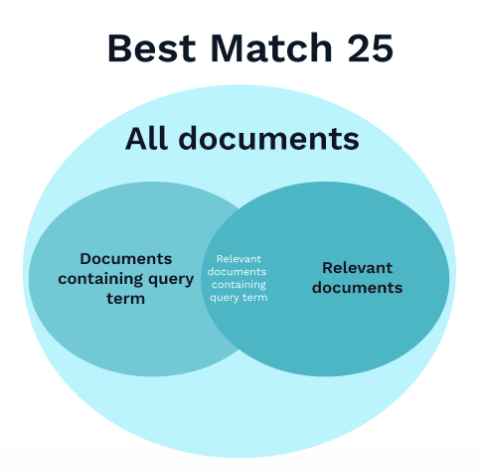 Best Match 25
All documents
Documents
containing query
term
Relevant
documents
containing
query term
Relevant
documents